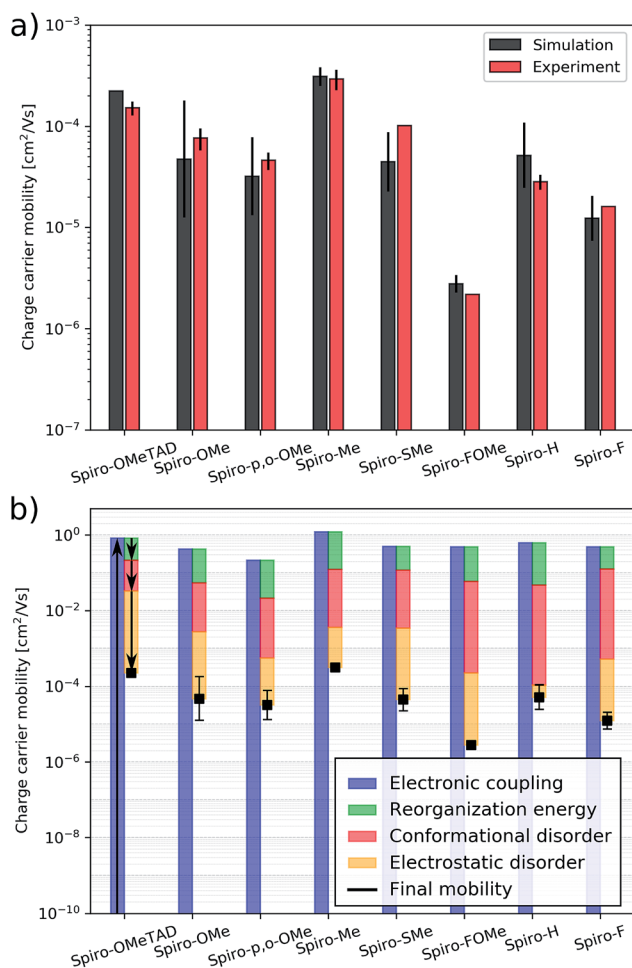 a)
Charge carrier mobility [cm²/Vs]
10⁻³
10⁻⁴
10⁻⁵
10⁻⁶
10⁻⁷
Simulation
Experiment
Spiro-OMeTAD
Spiro-OMe
Spiro-p,o-OMe
Spiro-Me
Spiro-SMe
Spiro-FOMe
Spiro-H
Spiro-F
b)
Charge carrier mobility [cm²/Vs]
10⁰
10⁻²
10⁻⁴
10⁻⁶
10⁻⁸
10⁻¹⁰
Electronic coupling
Reorganization energy
Conformational disorder
Electrostatic disorder
Final mobility
Spiro-OMeTAD
Spiro-OMe
Spiro-p,o-OMe
Spiro-Me
Spiro-SMe
Spiro-FOMe
Spiro-H
Spiro-F